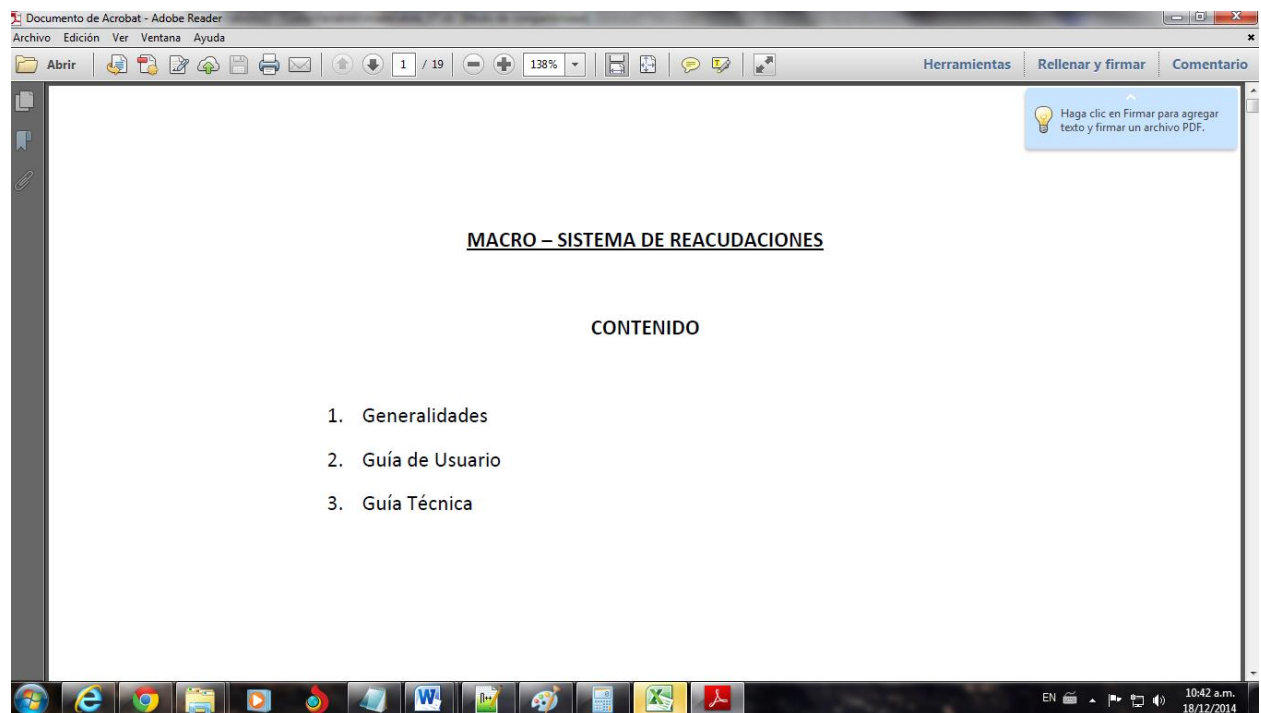 Documento de Acrobat - Adobe Reader
Archivo Edición Ver Ventana Ayuda
Abrir 1 / 19 138% Herramientas Rellenar y firmar Comentario
Haga clic en Firmar para agregar
texto y firmar un archivo PDF.
MACRO – SISTEMA DE REACUDACIONES
CONTENIDO
1. Generalidades
2. Guía de Usuario
3. Guía Técnica
EN 10:42 a.m.
18/12/2014